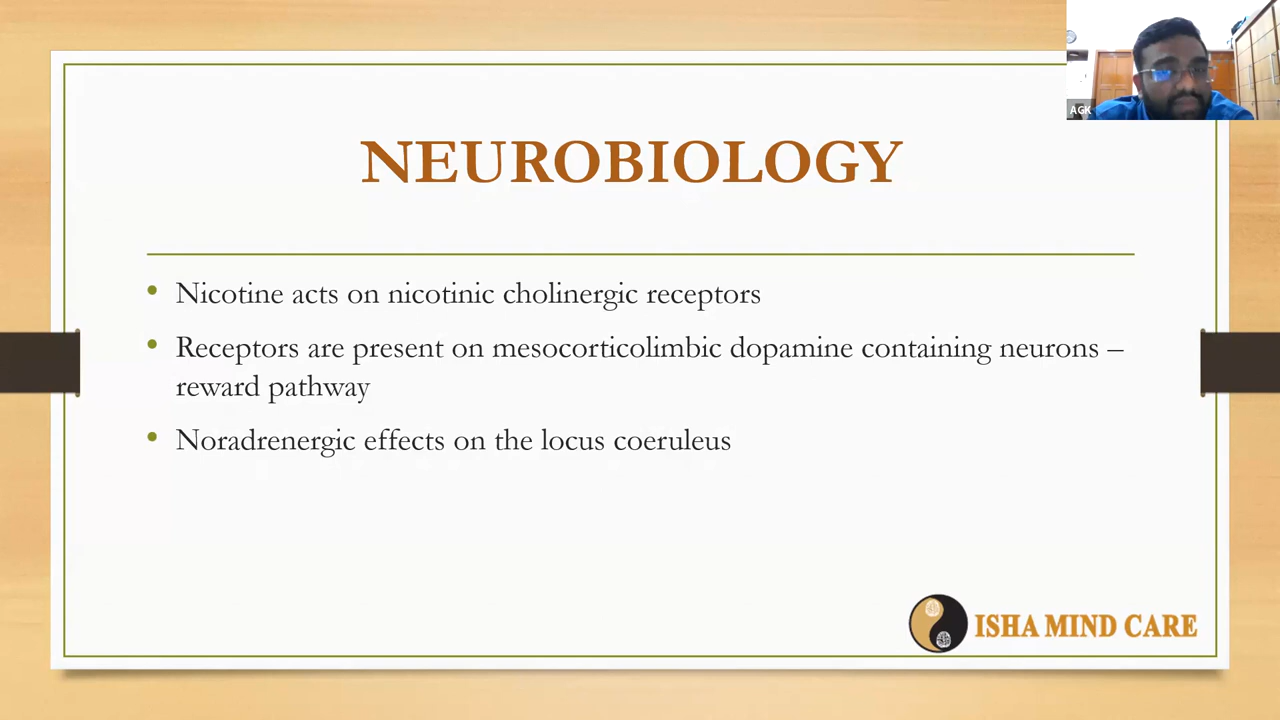 AGK
NEUROBIOLOGY
• Nicotine acts on nicotinic cholinergic receptors
• Receptors are present on mesocorticolimbic dopamine containing neurons –
reward pathway
• Noradrenergic effects on the locus coeruleus
ISHA MIND CARE